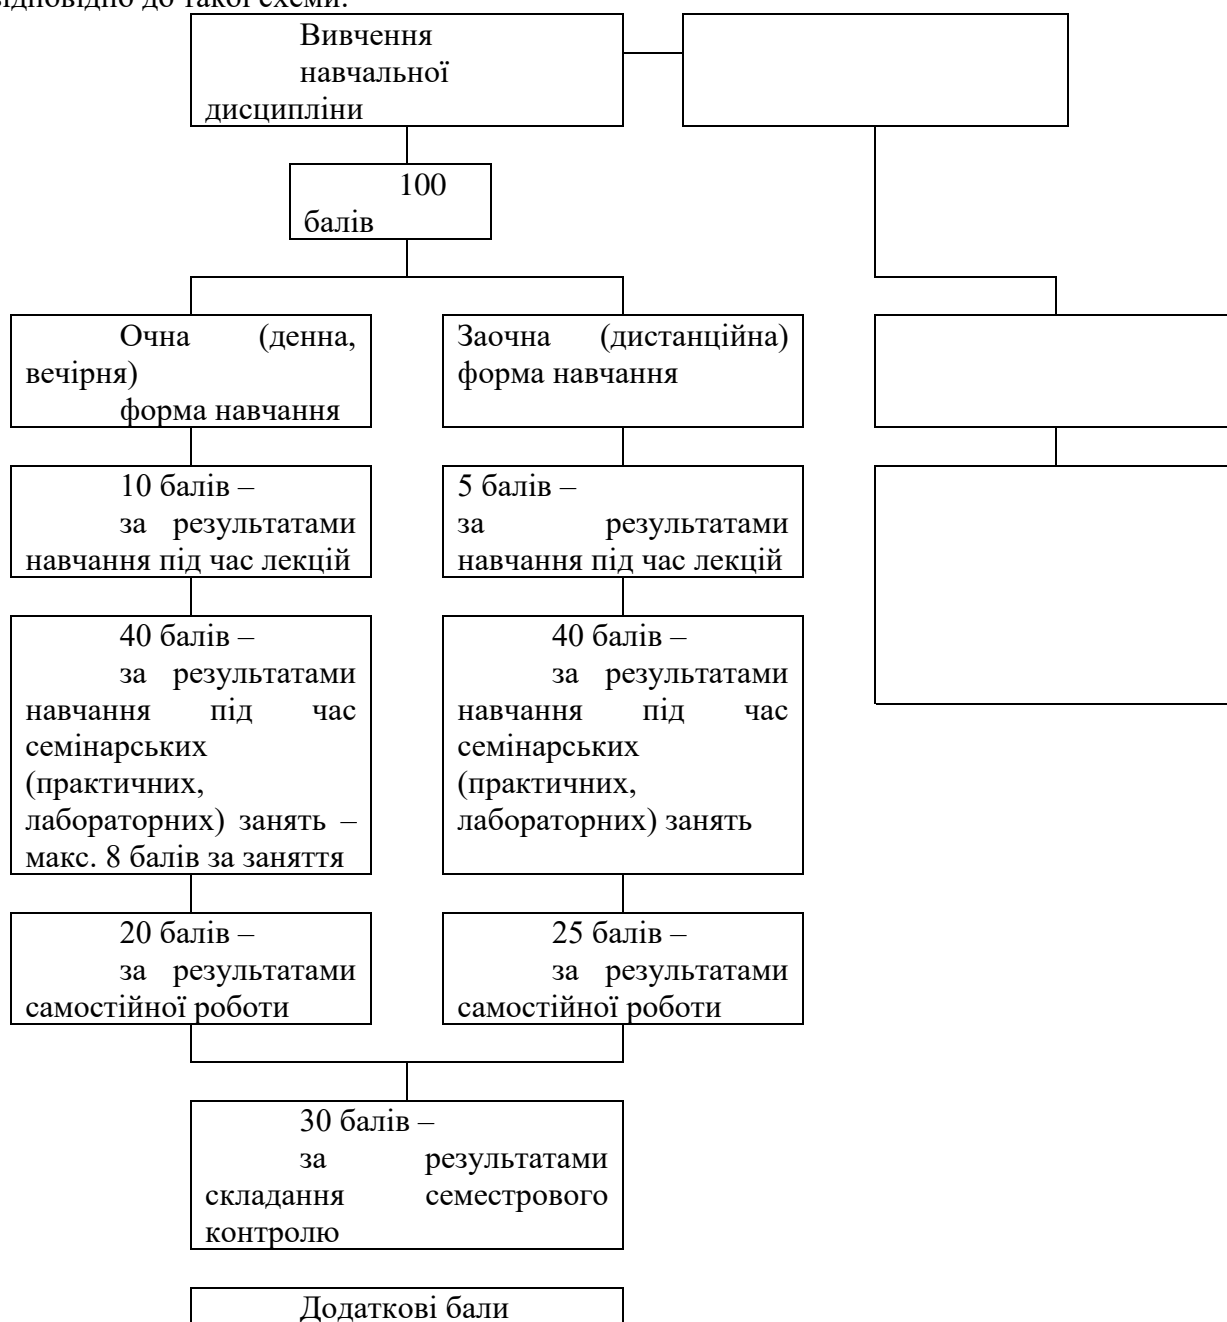 відповідно до такої схеми:
Вивчення
навчальної
дисципліни
100
балів
Очна (денна,
вечірня)
форма навчання
Заочна (дистанційна)
форма навчання
10 балів –
за результатами
навчання під час лекцій
5 балів –
за результатами
навчання під час лекцій
40 балів –
за результатами
навчання під час
семінарських
(практичних,
лабораторних) занять –
макс. 8 балів за заняття
40 балів –
за результатами
навчання під час
семінарських
(практичних,
лабораторних) занять
20 балів –
за результатами
самостійної роботи
25 балів –
за результатами
самостійної роботи
30 балів –
за результатами
складання семестрового
контролю
Додаткові бали